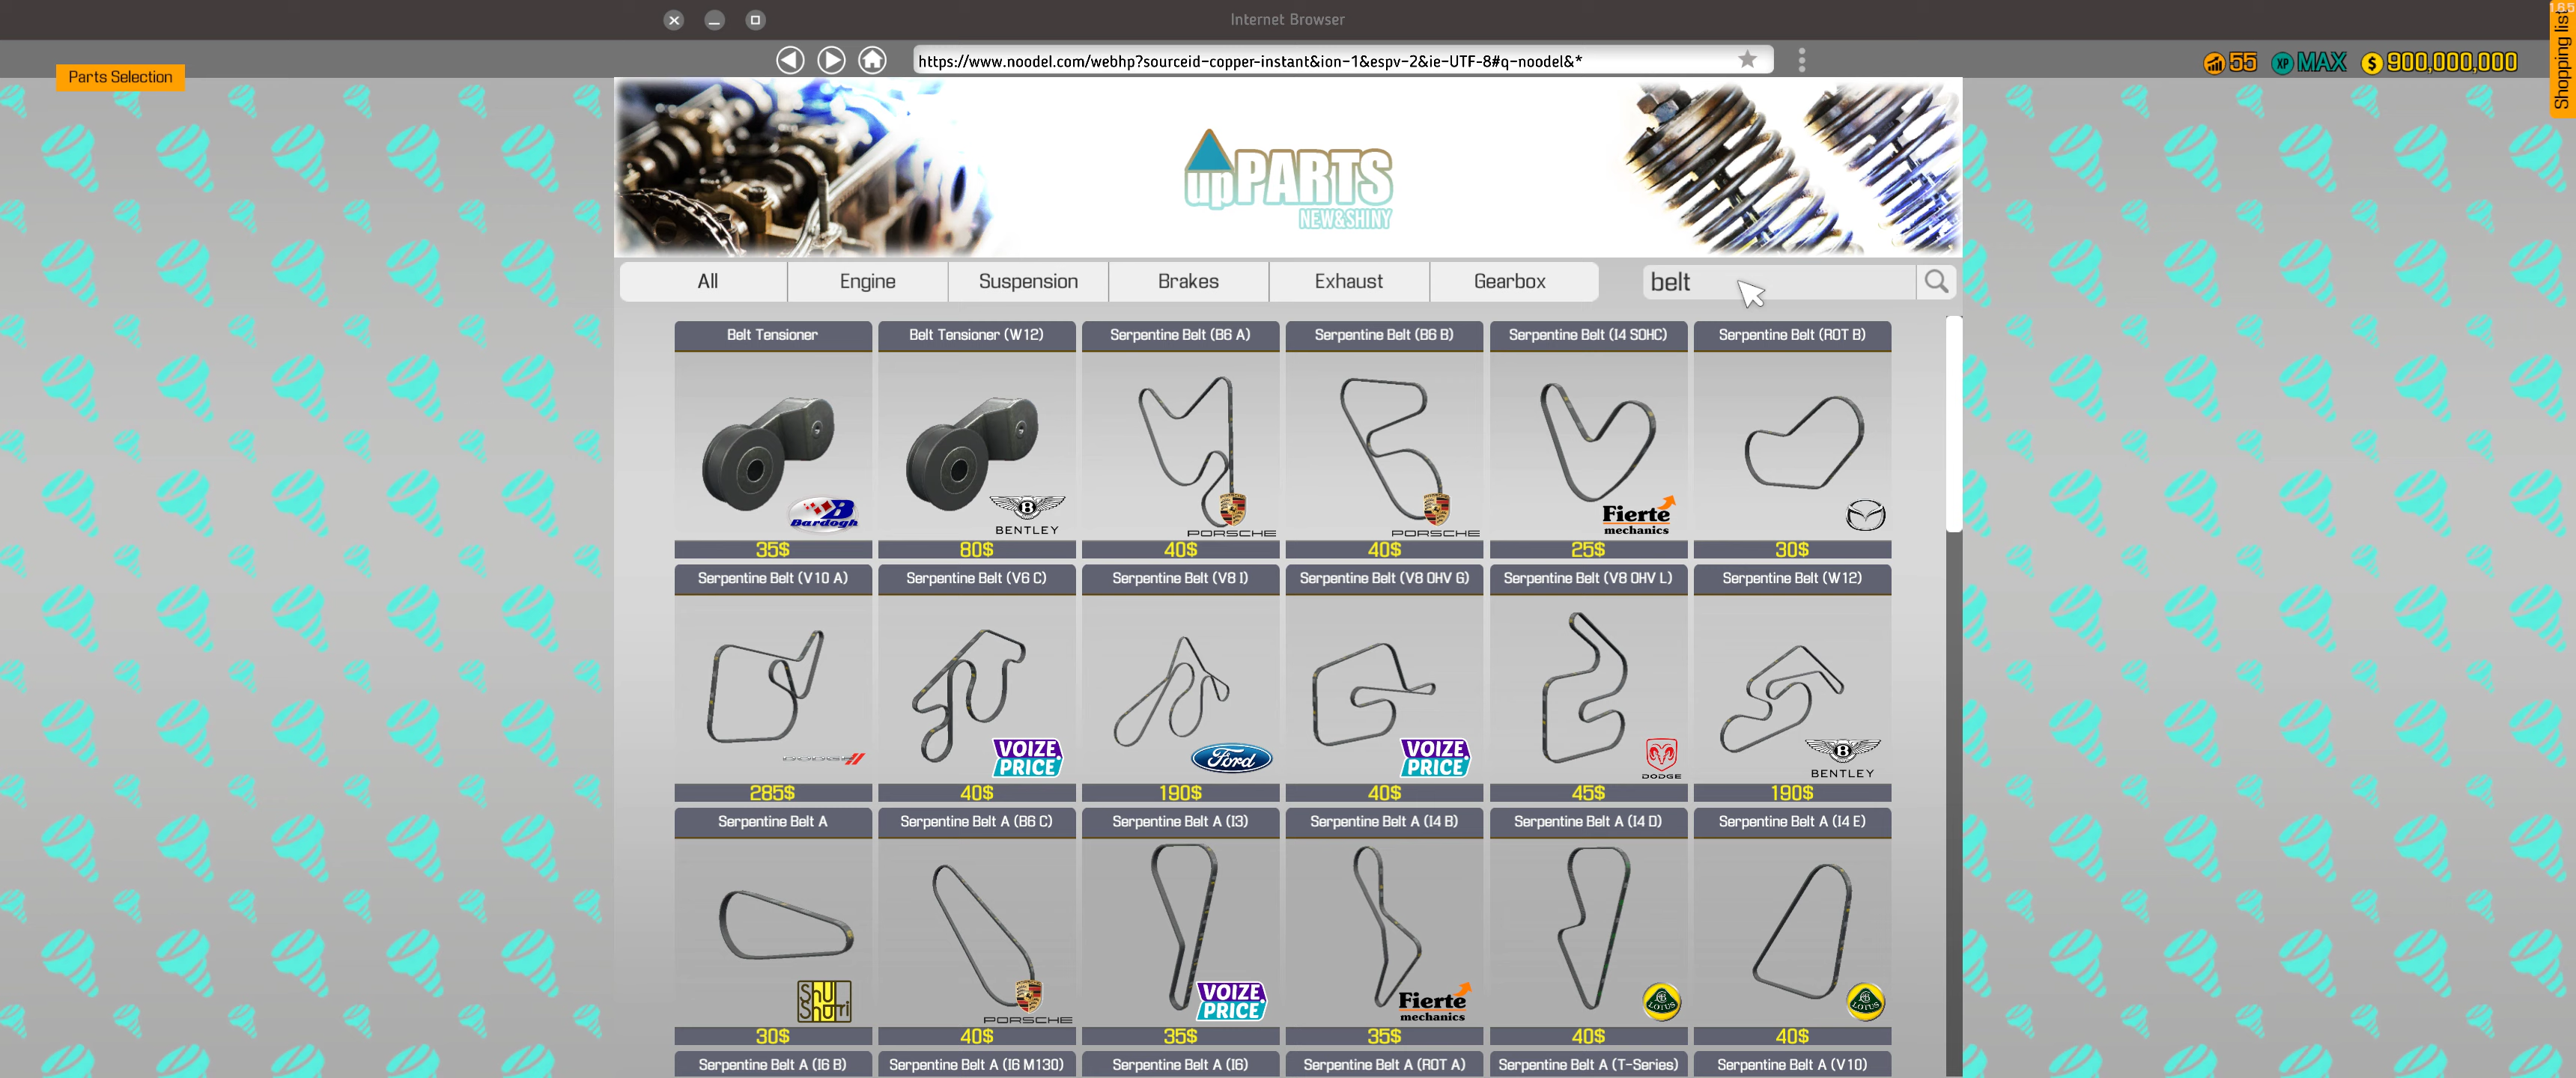 Internet Browser
https://www.noodel.com/webhp?sourceid-copper-instant&ion-1&espv-2&ie-UTF-8#q-noodel&*
Parts Selection
55 XP MAX $ 900,000,000
Shopping list
upPARTS
NEW&SHINY
All Engine Suspension Brakes Exhaust Gearbox belt
Belt Tensioner Belt Tensioner (W12) Serpentine Belt (B6 A) Serpentine Belt (B6 B) Serpentine Belt (I4 SOHC) Serpentine Belt (ROT B)
Bardogh B BENTLEY PORSCHE PORSCHE Fierte mechanics
35$ 80$ 40$ 40$ 25$ 30$
Serpentine Belt (V10 A) Serpentine Belt (V6 C) Serpentine Belt (V8 I) Serpentine Belt (V8 OHV G) Serpentine Belt (V8 OHV L) Serpentine Belt (W12)
DODGE VOIZE PRICE Ford VOIZE PRICE DODGE B BENTLEY
285$ 40$ 190$ 40$ 45$ 190$
Serpentine Belt A Serpentine Belt A (B6 C) Serpentine Belt A (I3) Serpentine Belt A (I4 B) Serpentine Belt A (I4 D) Serpentine Belt A (I4 E)
PORSCHE VOIZE PRICE Fierte mechanics LOTUS LOTUS
30$ 40$ 35$ 35$ 40$ 40$
Serpentine Belt A (I6 B) Serpentine Belt A (I6 M130) Serpentine Belt A (I6) Serpentine Belt A (ROT A) Serpentine Belt A (T-Series) Serpentine Belt A (V10)